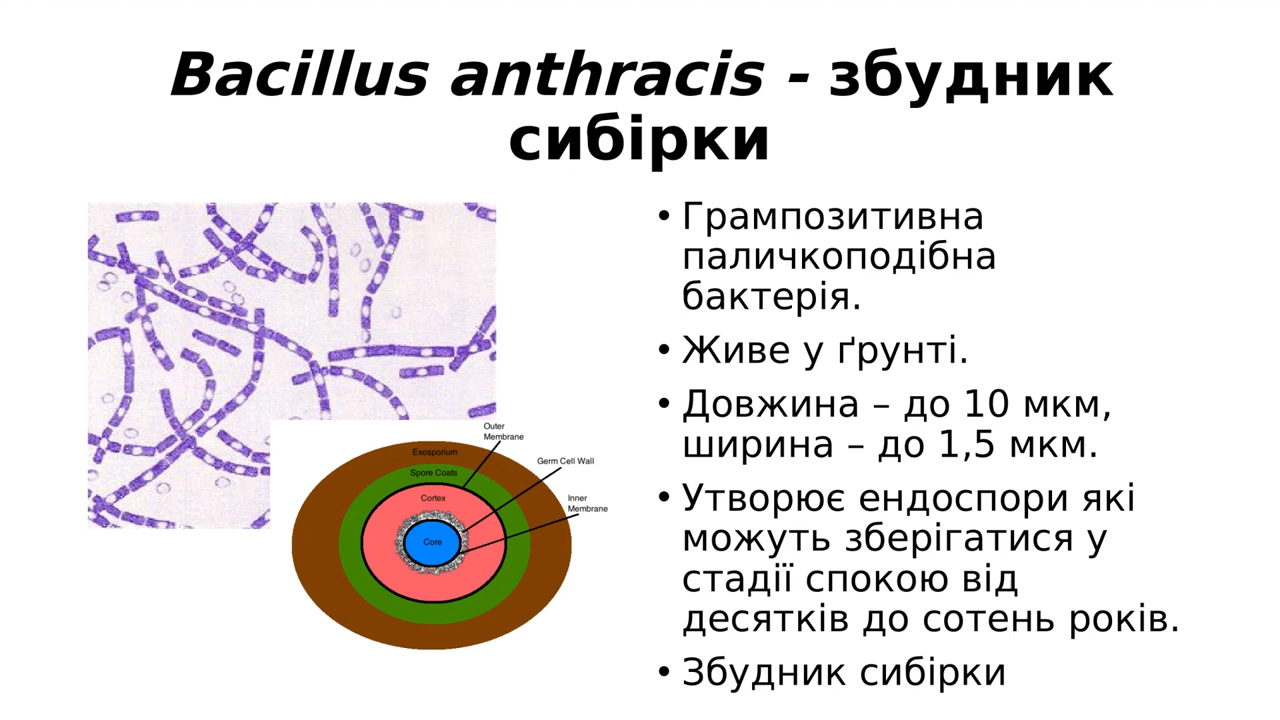 Bacillus anthracis - збудник
сибірки
• Грампозитивна
паличкоподібна
бактерія.
• Живе у ґрунті.
• Довжина – до 10 мкм,
ширина – до 1,5 мкм.
• Утворює ендоспори які
можуть зберігатися у
стадії спокою від
десятків до сотень років.
• Збудник сибірки
Outer
Membrane
Exosporium
Germ Cell Wall
Spore Coats
Cortex
Inner
Membrane
Core